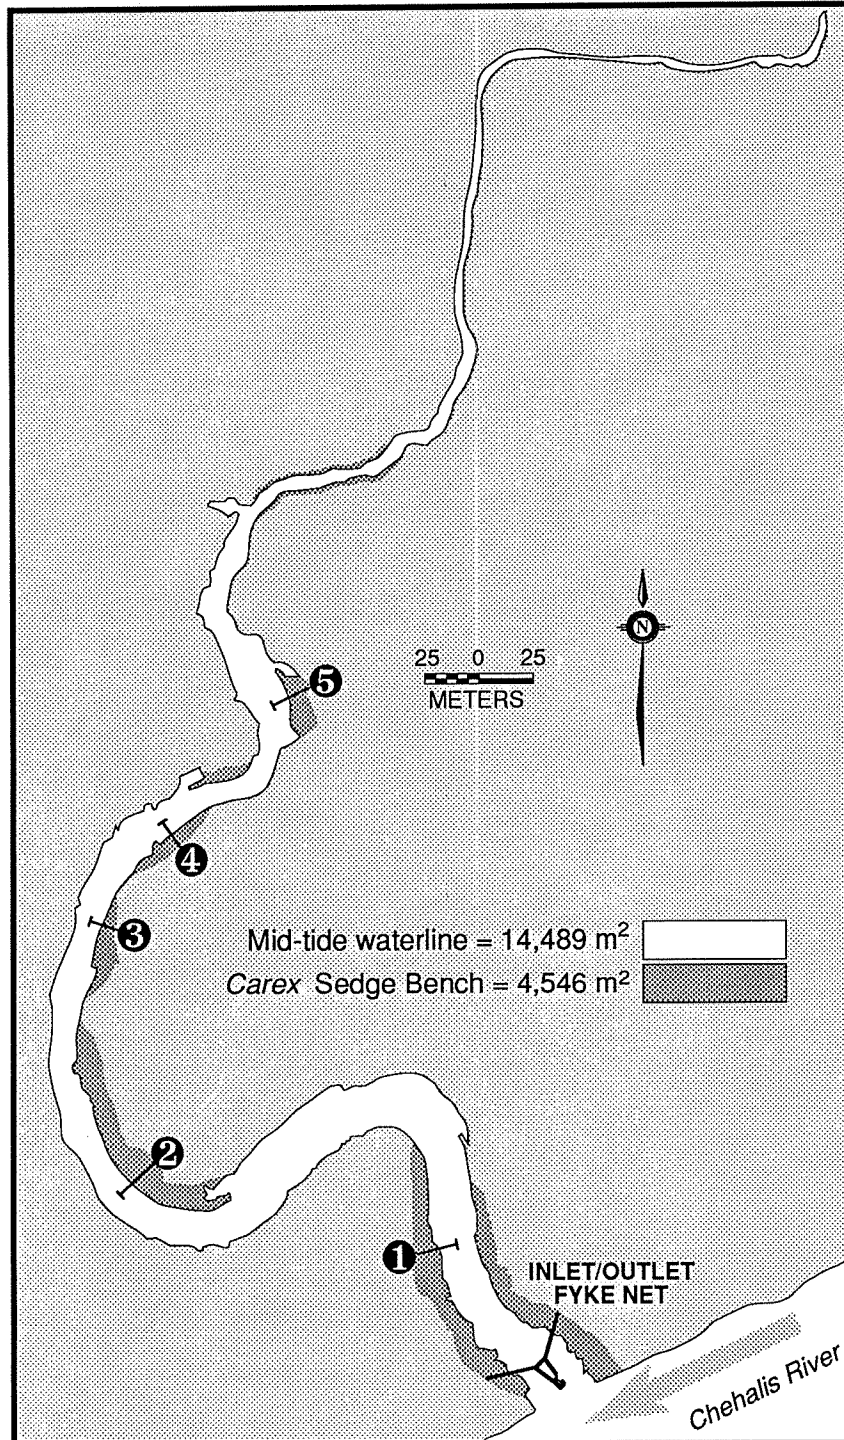 N
25 0 25
METERS
5
4
3
Mid-tide waterline = 14,489 m²
Carex Sedge Bench = 4,546 m²
2
1
INLET/OUTLET
FYKE NET
Chehalis River